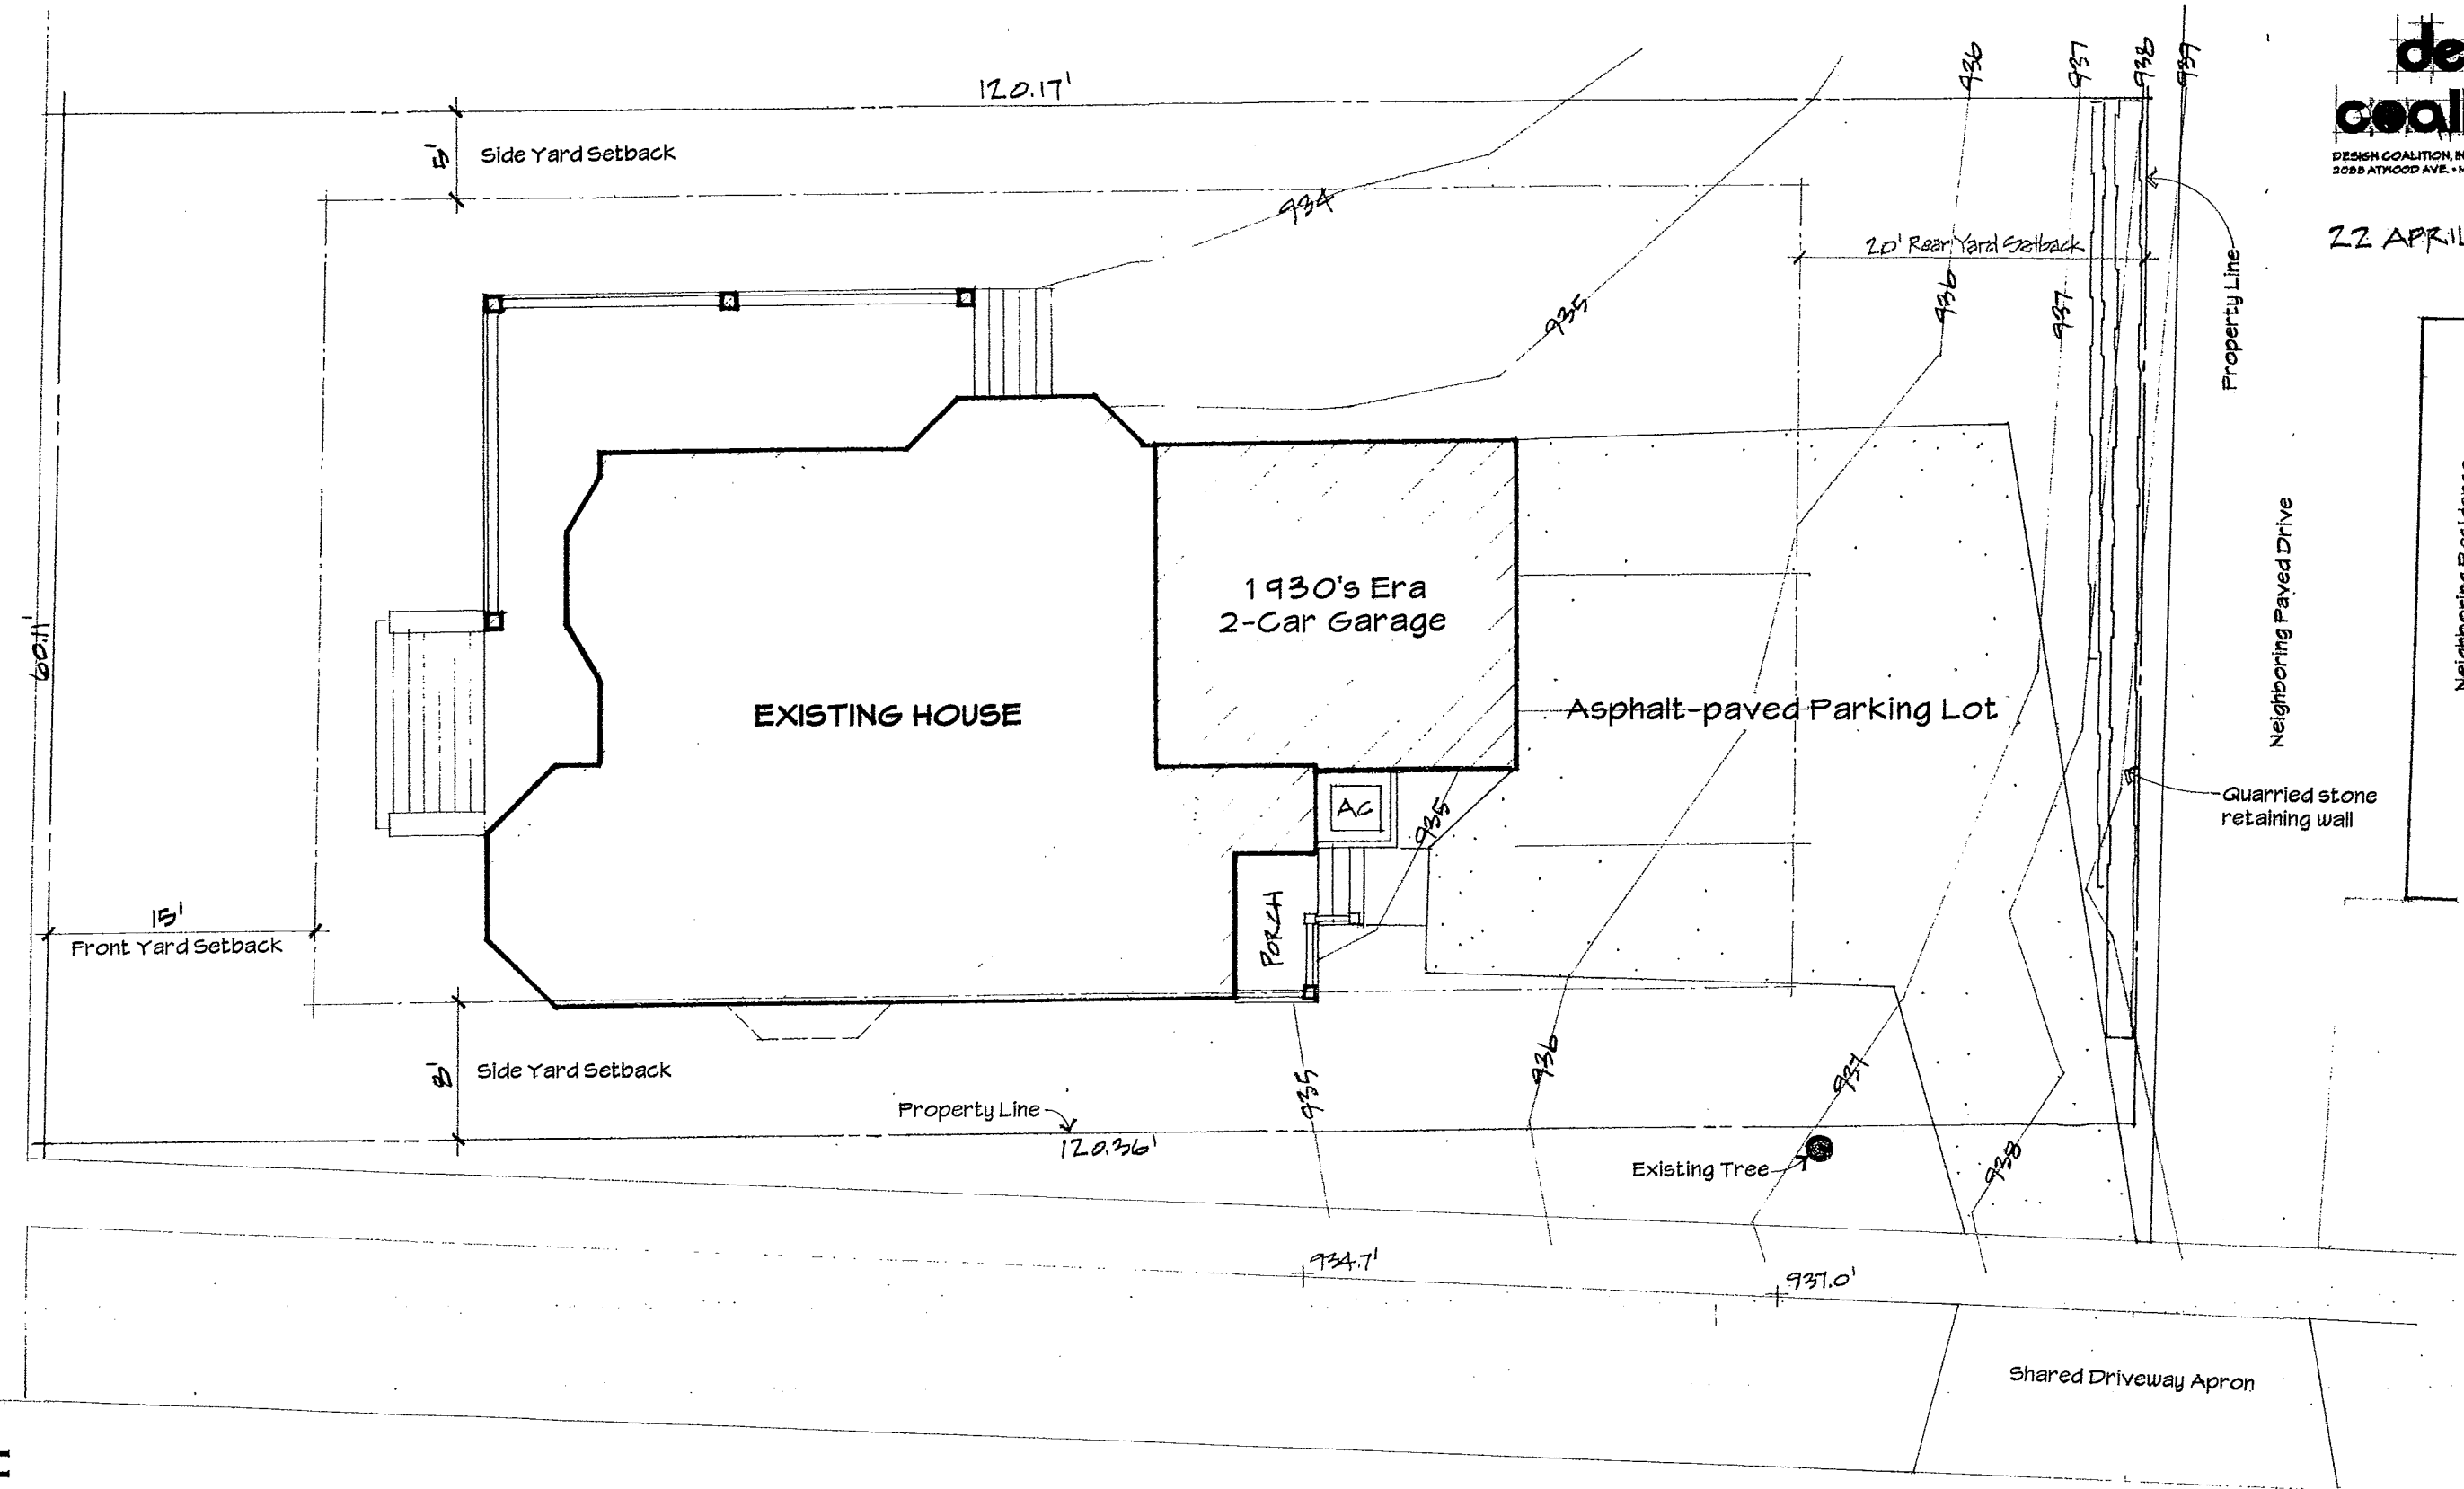 120.17'
936
937
938
939
de
coal
DESIGN COALITION, IN
22 APRIL
5'
Side Yard Setback
934
20' Rear Yard Setback
Property Line
936
937
935
60.11'
1930's Era
2-Car Garage
Neighboring Paved Drive
EXISTING HOUSE
Asphalt-paved Parking Lot
AC
935
Quarried stone
retaining wall
15'
Front Yard Setback
PORCH
8'
Side Yard Setback
Property Line
120.36'
935
936
937
938
Existing Tree
934.7'
937.0'
Shared Driveway Apron